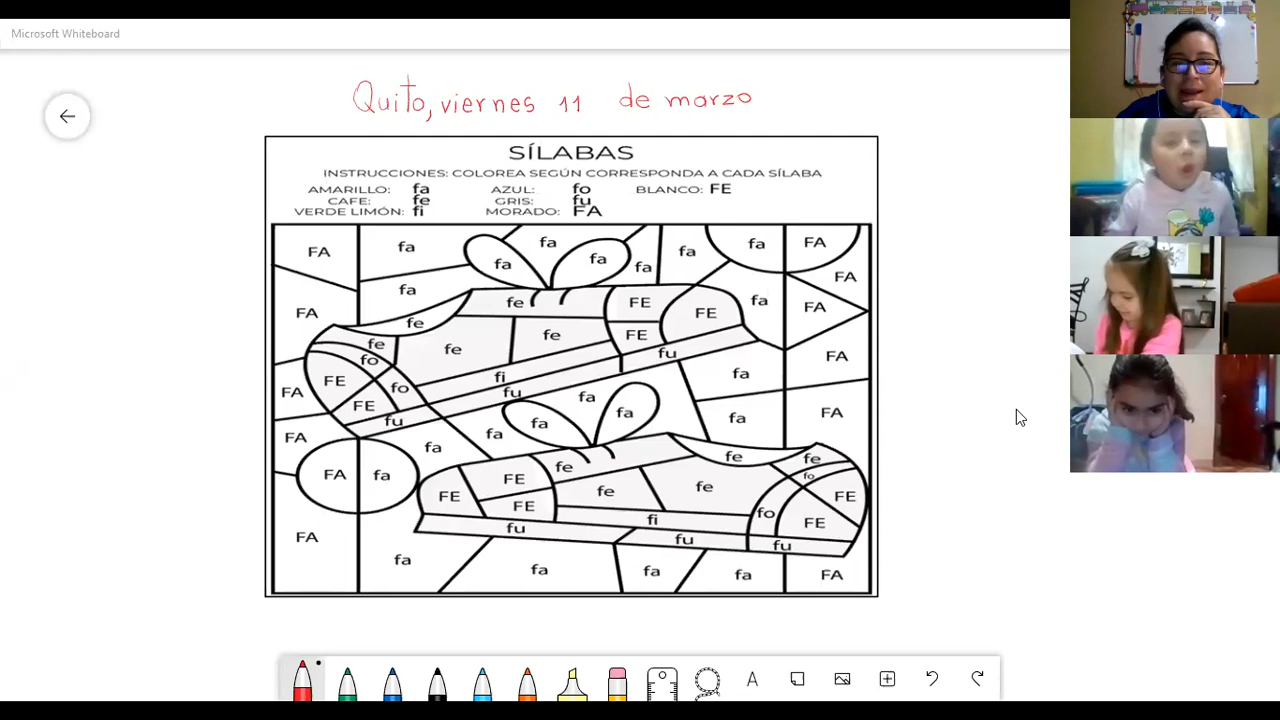 Microsoft Whiteboard
Quito, viernes 11 de marzo
SÍLABAS
INSTRUCCIONES: COLOREA SEGÚN CORRESPONDA A CADA SÍLABA
AMARILLO: fa AZUL: fo BLANCO: FE
CAFE: fe GRIS: fu
VERDE LIMÓN: fi MORADO: FA
FA fa fa fa fa FA
fa fa fa
FA fa FA
FA fe fe FE FE fa FA
fe fe FE
fe fo fe fu FA
FE fo fi fa
FA FE fu fa fa FA
FA fu fa fa fa fa
FA fa fe fe fe
FE FE fe fe fo FE
FE fi fo FE
FA fu fu fu
fa fa fa fa FA
A